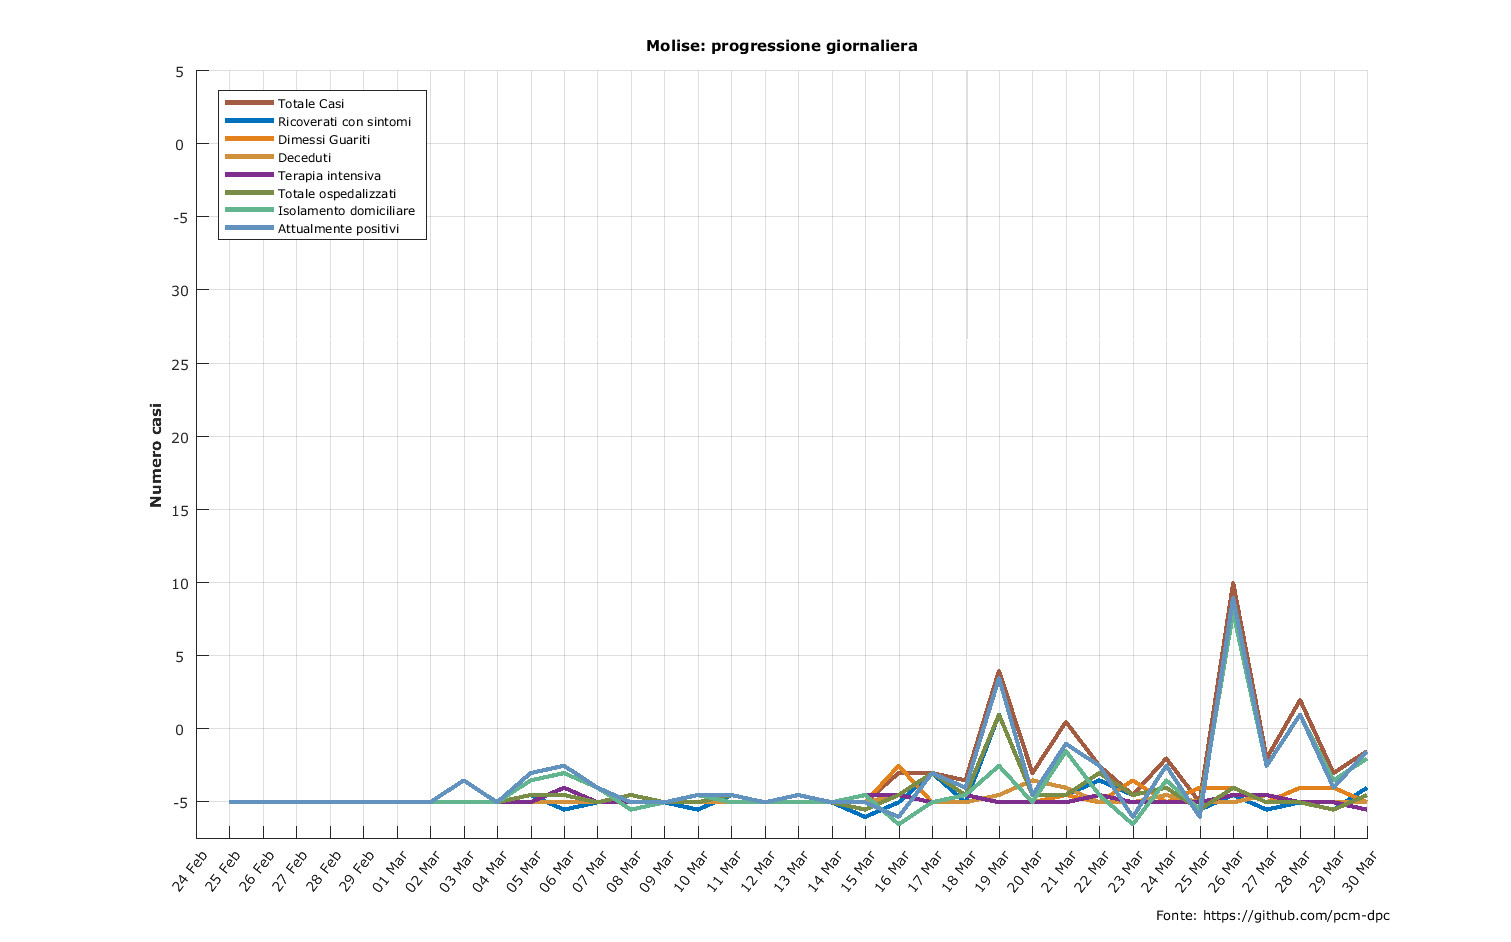 Molise: progressione giornaliera
5
0
-5
30
25
20
15
10
5
0
-5
Numero casi
Totale Casi
Ricoverati con sintomi
Dimessi Guariti
Deceduti
Terapia intensiva
Totale ospedalizzati
Isolamento domiciliare
Attualmente positivi
24 Feb
25 Feb
26 Feb
27 Feb
28 Feb
29 Feb
01 Mar
02 Mar
03 Mar
04 Mar
05 Mar
06 Mar
07 Mar
08 Mar
09 Mar
10 Mar
11 Mar
12 Mar
13 Mar
14 Mar
15 Mar
16 Mar
17 Mar
18 Mar
19 Mar
20 Mar
21 Mar
22 Mar
23 Mar
24 Mar
25 Mar
26 Mar
27 Mar
28 Mar
29 Mar
30 Mar
Fonte: https://github.com/pcm-dpc